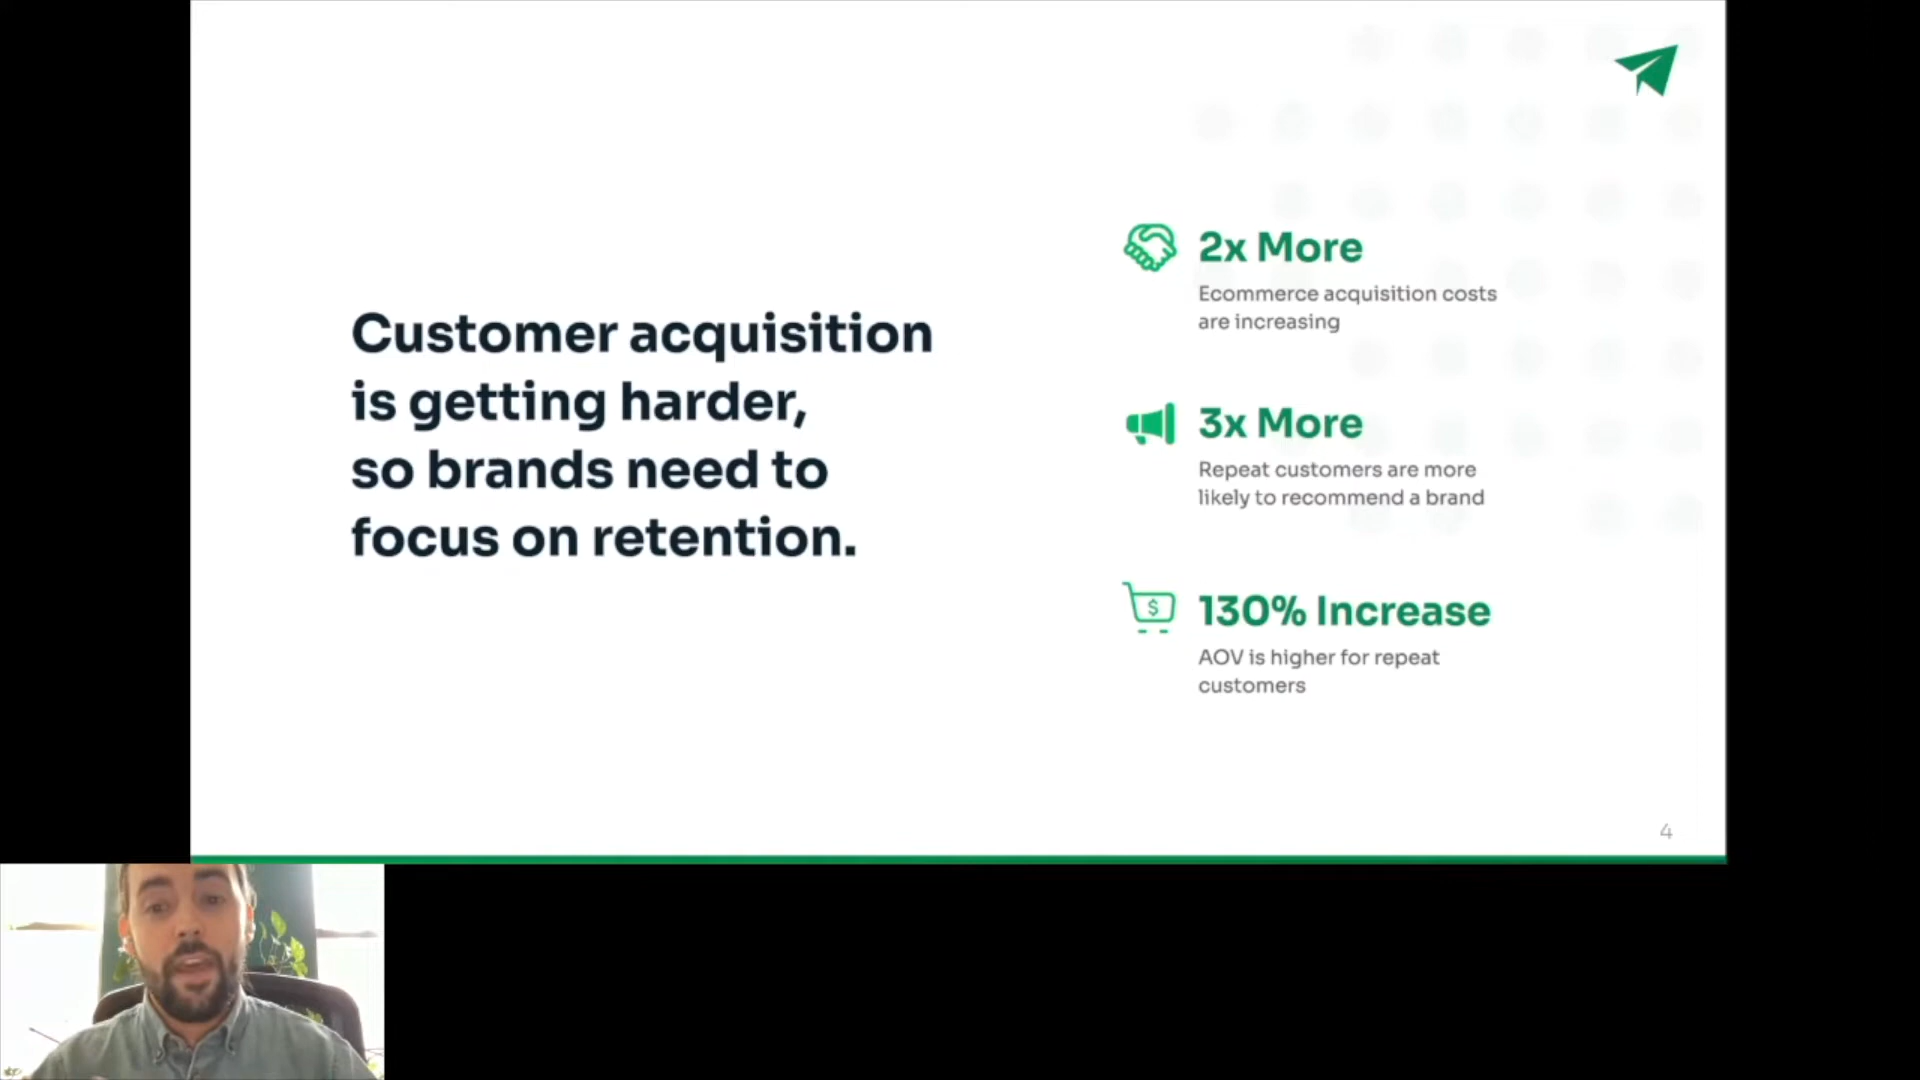 Customer acquisition
is getting harder,
so brands need to
focus on retention.
2x More
Ecommerce acquisition costs
are increasing
3x More
Repeat customers are more
likely to recommend a brand
$
130% Increase
AOV is higher for repeat
customers
4